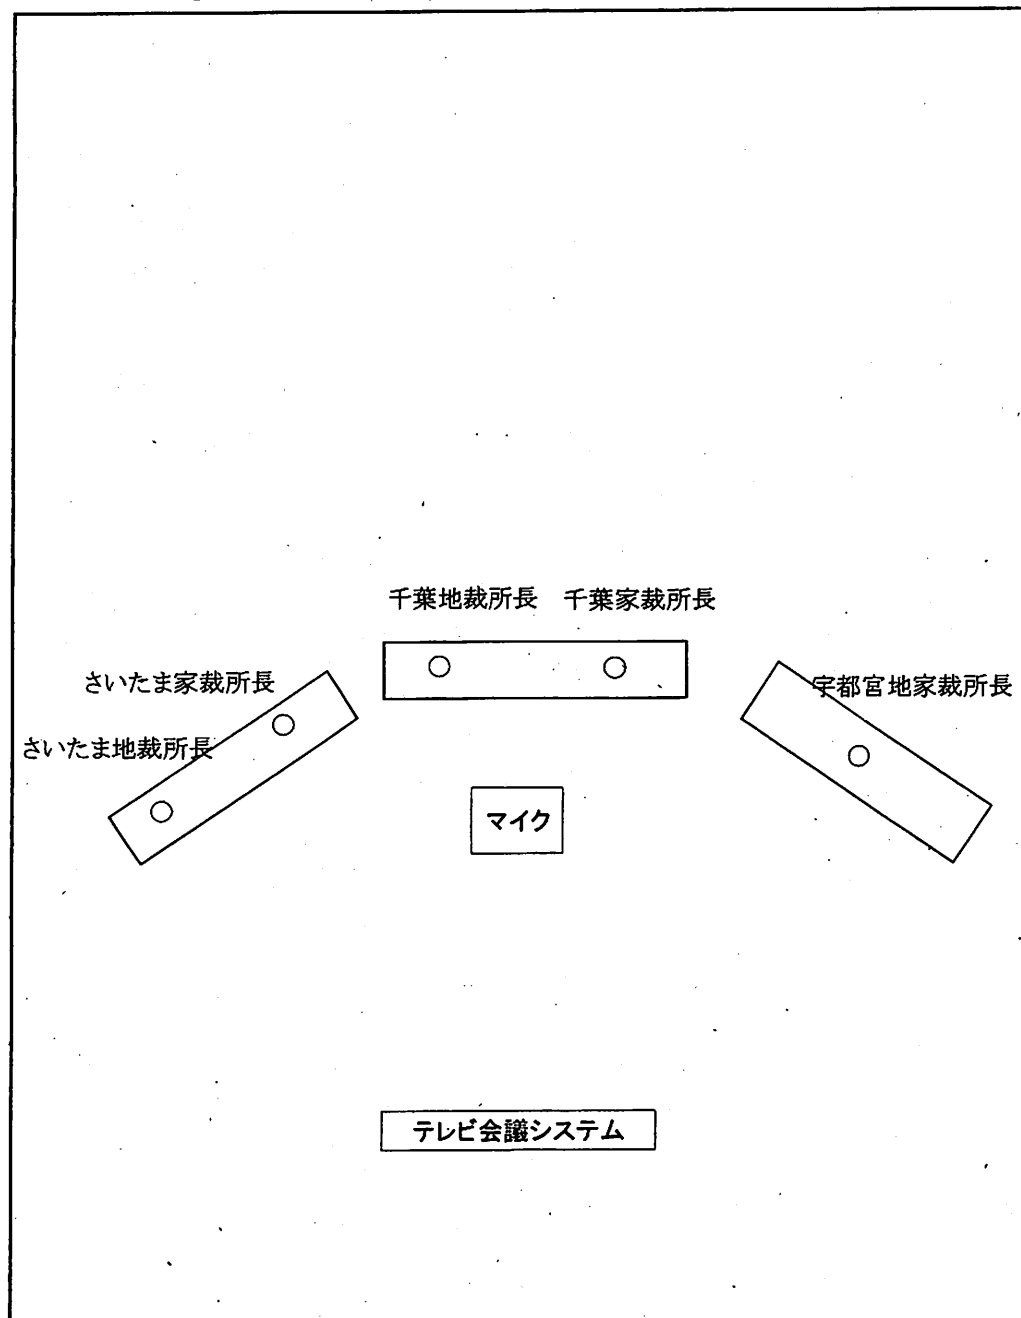 千葉地裁所長 千葉家裁所長
さいたま家裁所長
宇都宮地家裁所長
さいたま地裁所長
マイク
テレビ会議システム